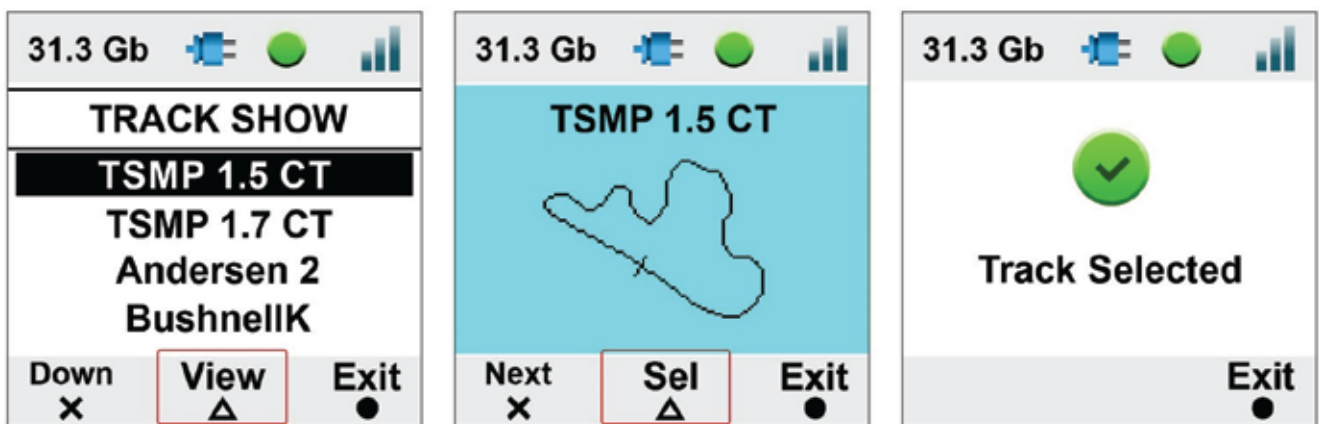 31.3 Gb
TRACK SHOW
TSMP 1.5 CT
TSMP 1.7 CT
Andersen 2
BushnellK
Down View Exit
31.3 Gb
TSMP 1.5 CT
Next Sel Exit
31.3 Gb
Track Selected
Exit